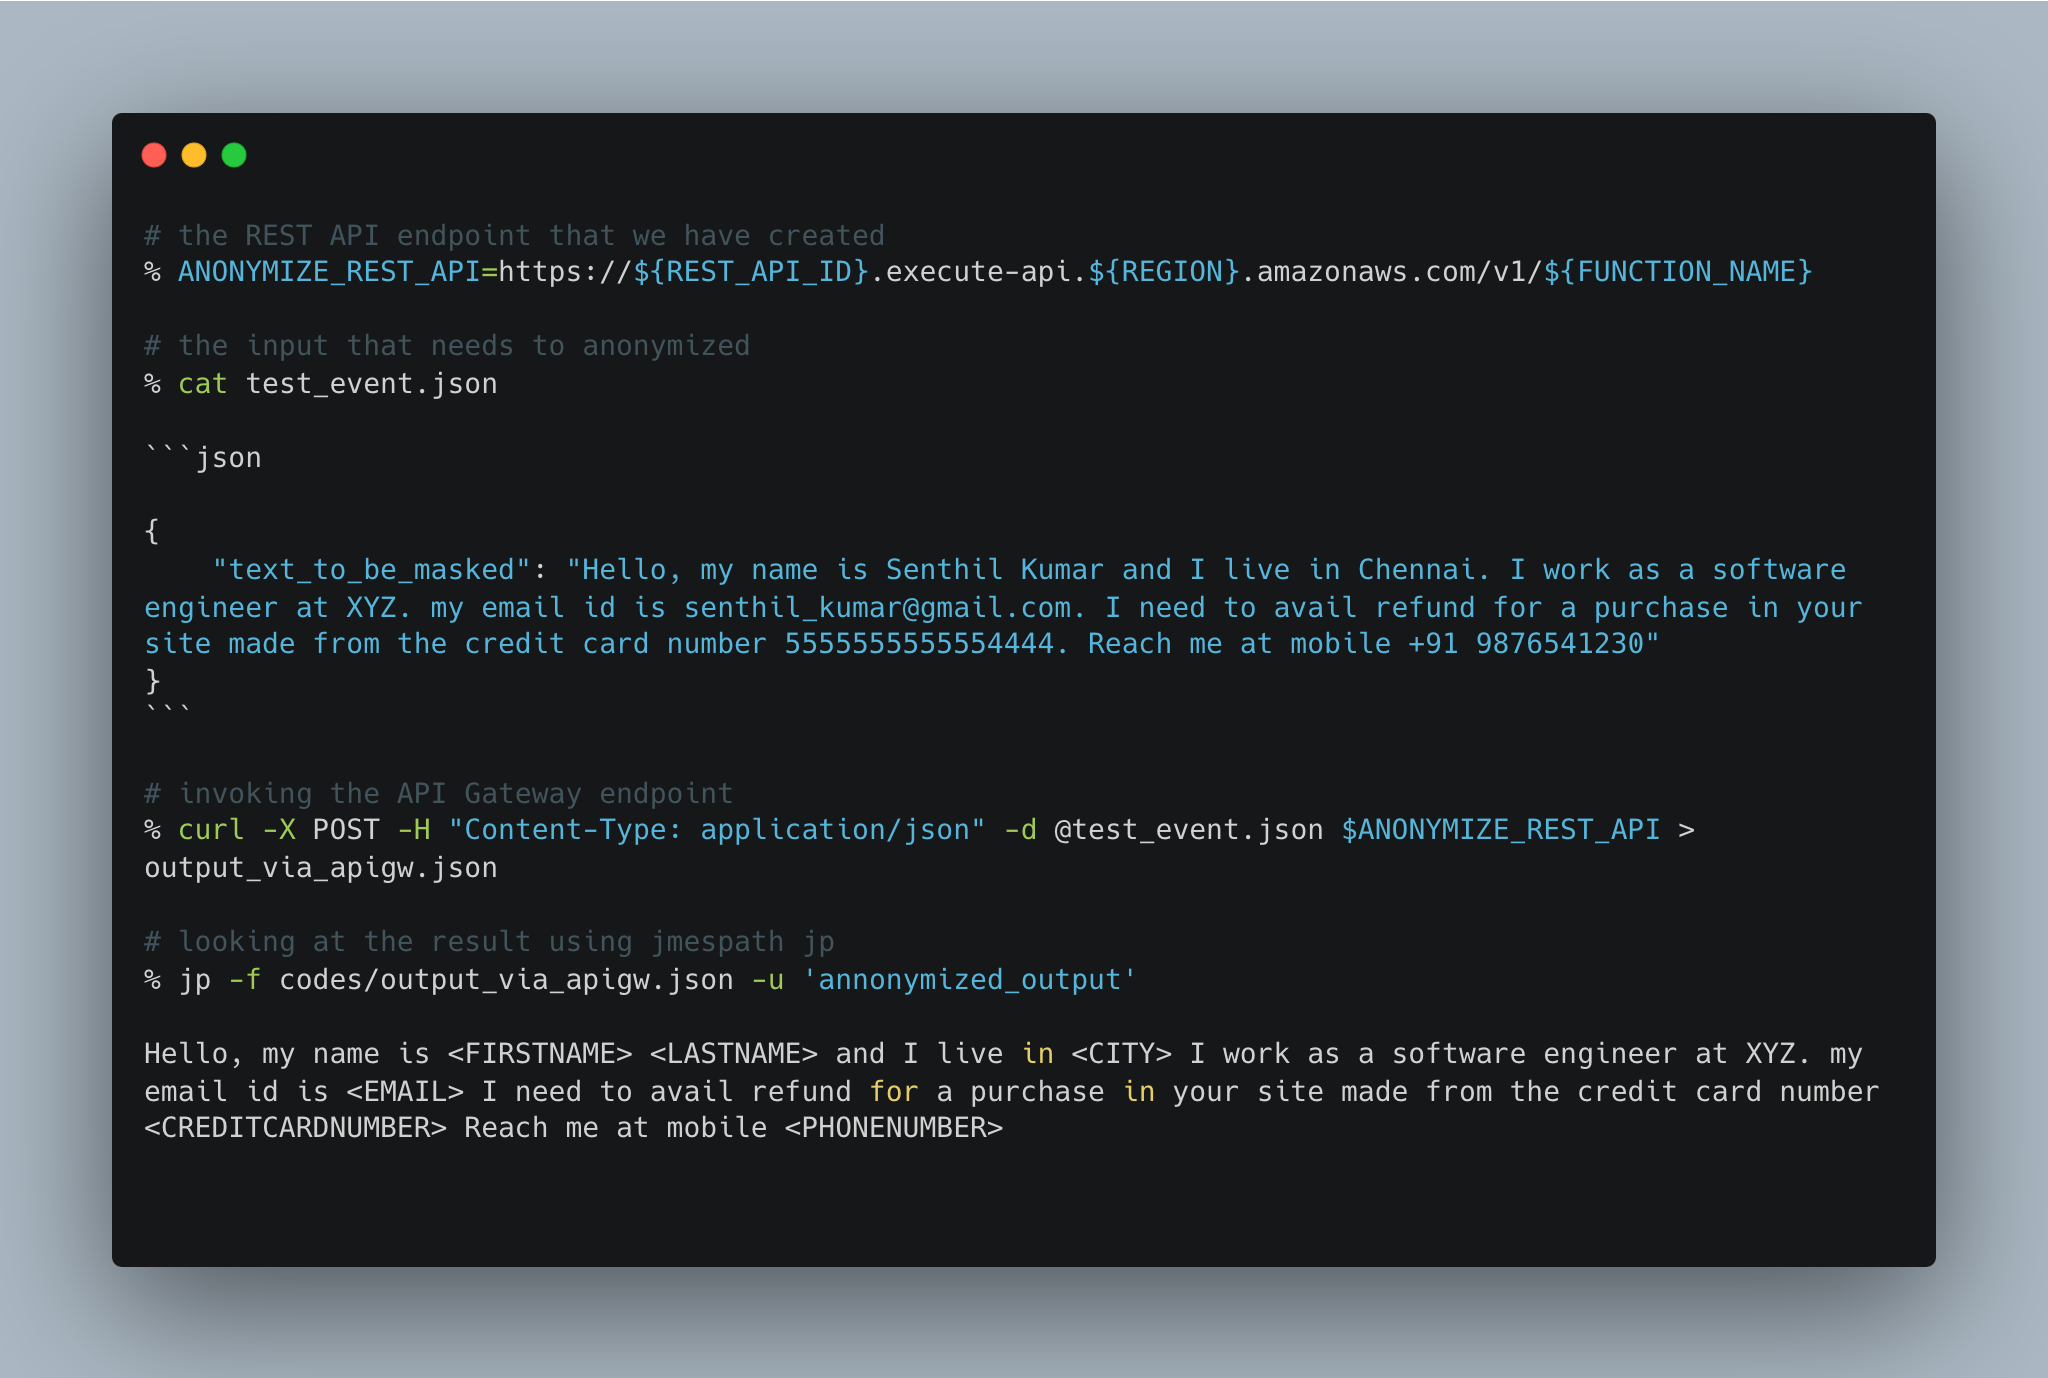 # the REST API endpoint that we have created
% ANONYMIZE_REST_API=https://${REST_API_ID}.execute-api.${REGION}.amazonaws.com/v1/${FUNCTION_NAME}
# the input that needs to anonymized
% cat test_event.json
```json
{
    "text_to_be_masked": "Hello, my name is Senthil Kumar and I live in Chennai. I work as a software
engineer at XYZ. my email id is senthil_kumar@gmail.com. I need to avail refund for a purchase in your
site made from the credit card number 5555555555554444. Reach me at mobile +91 9876541230"
}
```
# invoking the API Gateway endpoint
% curl -X POST -H "Content-Type: application/json" -d @test_event.json $ANONYMIZE_REST_API >
output_via_apigw.json
# looking at the result using jmespath jp
% jp -f codes/output_via_apigw.json -u 'annonymized_output'
Hello, my name is <FIRSTNAME> <LASTNAME> and I live in <CITY> I work as a software engineer at XYZ. my
email id is <EMAIL> I need to avail refund for a purchase in your site made from the credit card number
<CREDITCARDNUMBER> Reach me at mobile <PHONENUMBER>